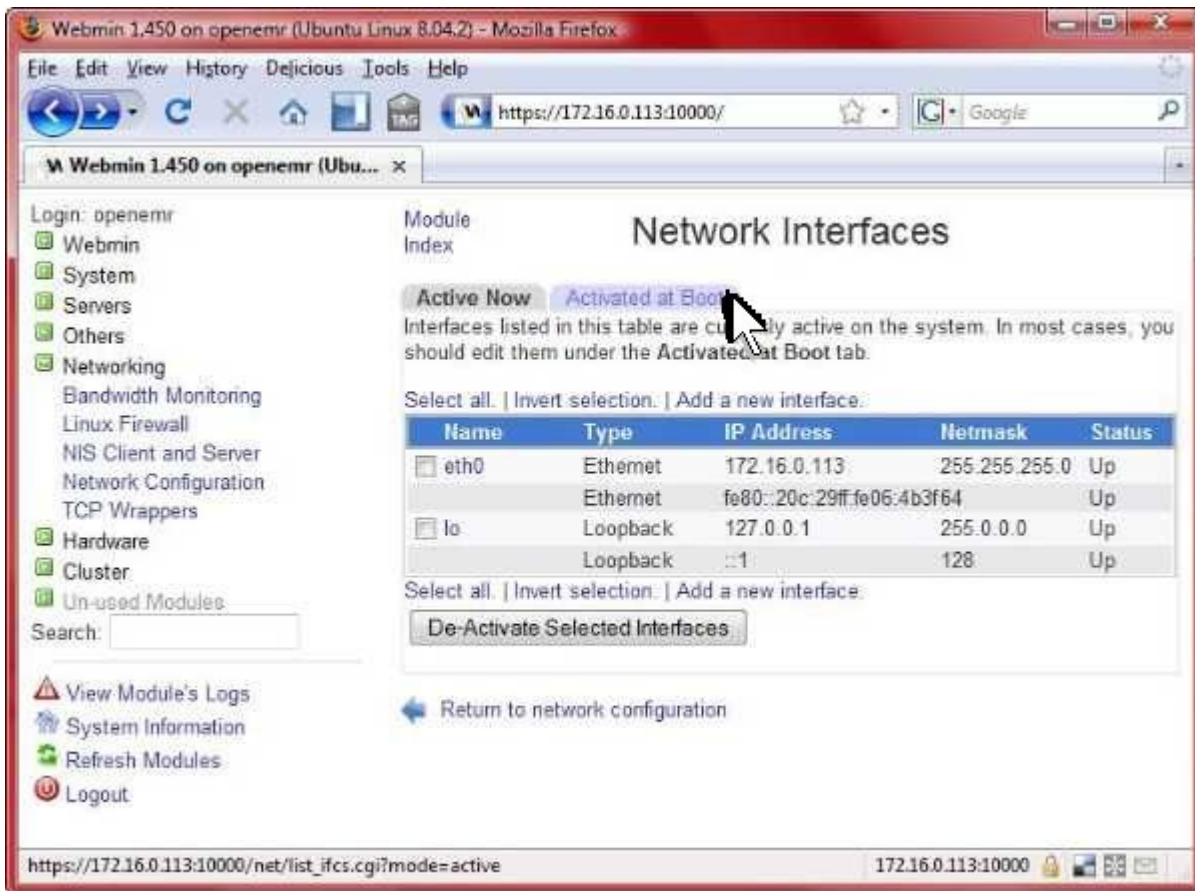 Webmin 1.450 on openemr (Ubuntu Linux 8.04.2) - Mozilla Firefox
File Edit View History Delicious Tools Help
TAG https://172.16.0.113:10000/ G Google
Webmin 1.450 on openemr (Ubu...
Login: openemr
Webmin
System
Servers
Others
Networking
Bandwidth Monitoring
Linux Firewall
NIS Client and Server
Network Configuration
TCP Wrappers
Hardware
Cluster
Un-used Modules
Search:
View Module's Logs
System Information
Refresh Modules
Logout
Module
Index
Network Interfaces
Active Now Activated at Boot
Interfaces listed in this table are currently active on the system. In most cases, you
should edit them under the Activated at Boot tab.
Select all. | Invert selection. | Add a new interface.
Name Type IP Address Netmask Status
eth0 Ethernet 172.16.0.113 255.255.255.0 Up
Ethernet fe80::20c:29ff:fe06:4b3f64 Up
lo Loopback 127.0.0.1 255.0.0.0 Up
Loopback ::1 128 Up
Select all. | Invert selection. | Add a new interface.
De-Activate Selected Interfaces
Return to network configuration
https://172.16.0.113:10000/net/list_ifcs.cgi?mode=active 172.16.0.113:10000